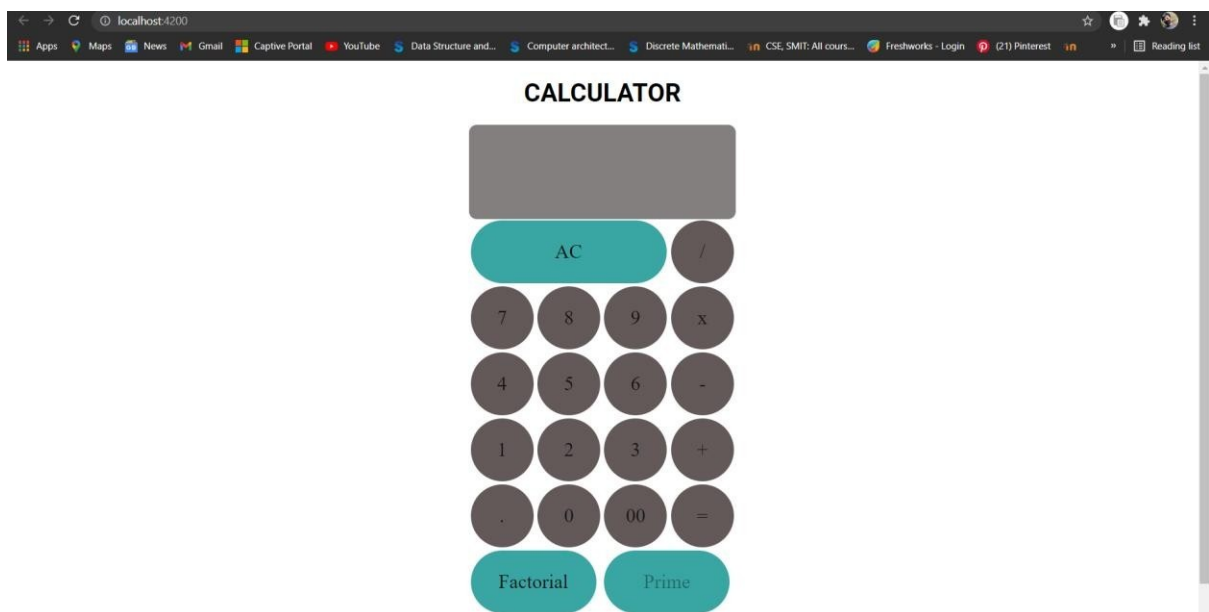 localhost:4200
Apps Maps News Gmail Captive Portal YouTube Data Structure and... Computer architect... Discrete Mathemati... CSE, SMIT: All cours... Freshworks - Login (21) Pinterest » Reading list
CALCULATOR
AC /
7 8 9 x
4 5 6 -
1 2 3 +
. 0 00 =
Factorial Prime